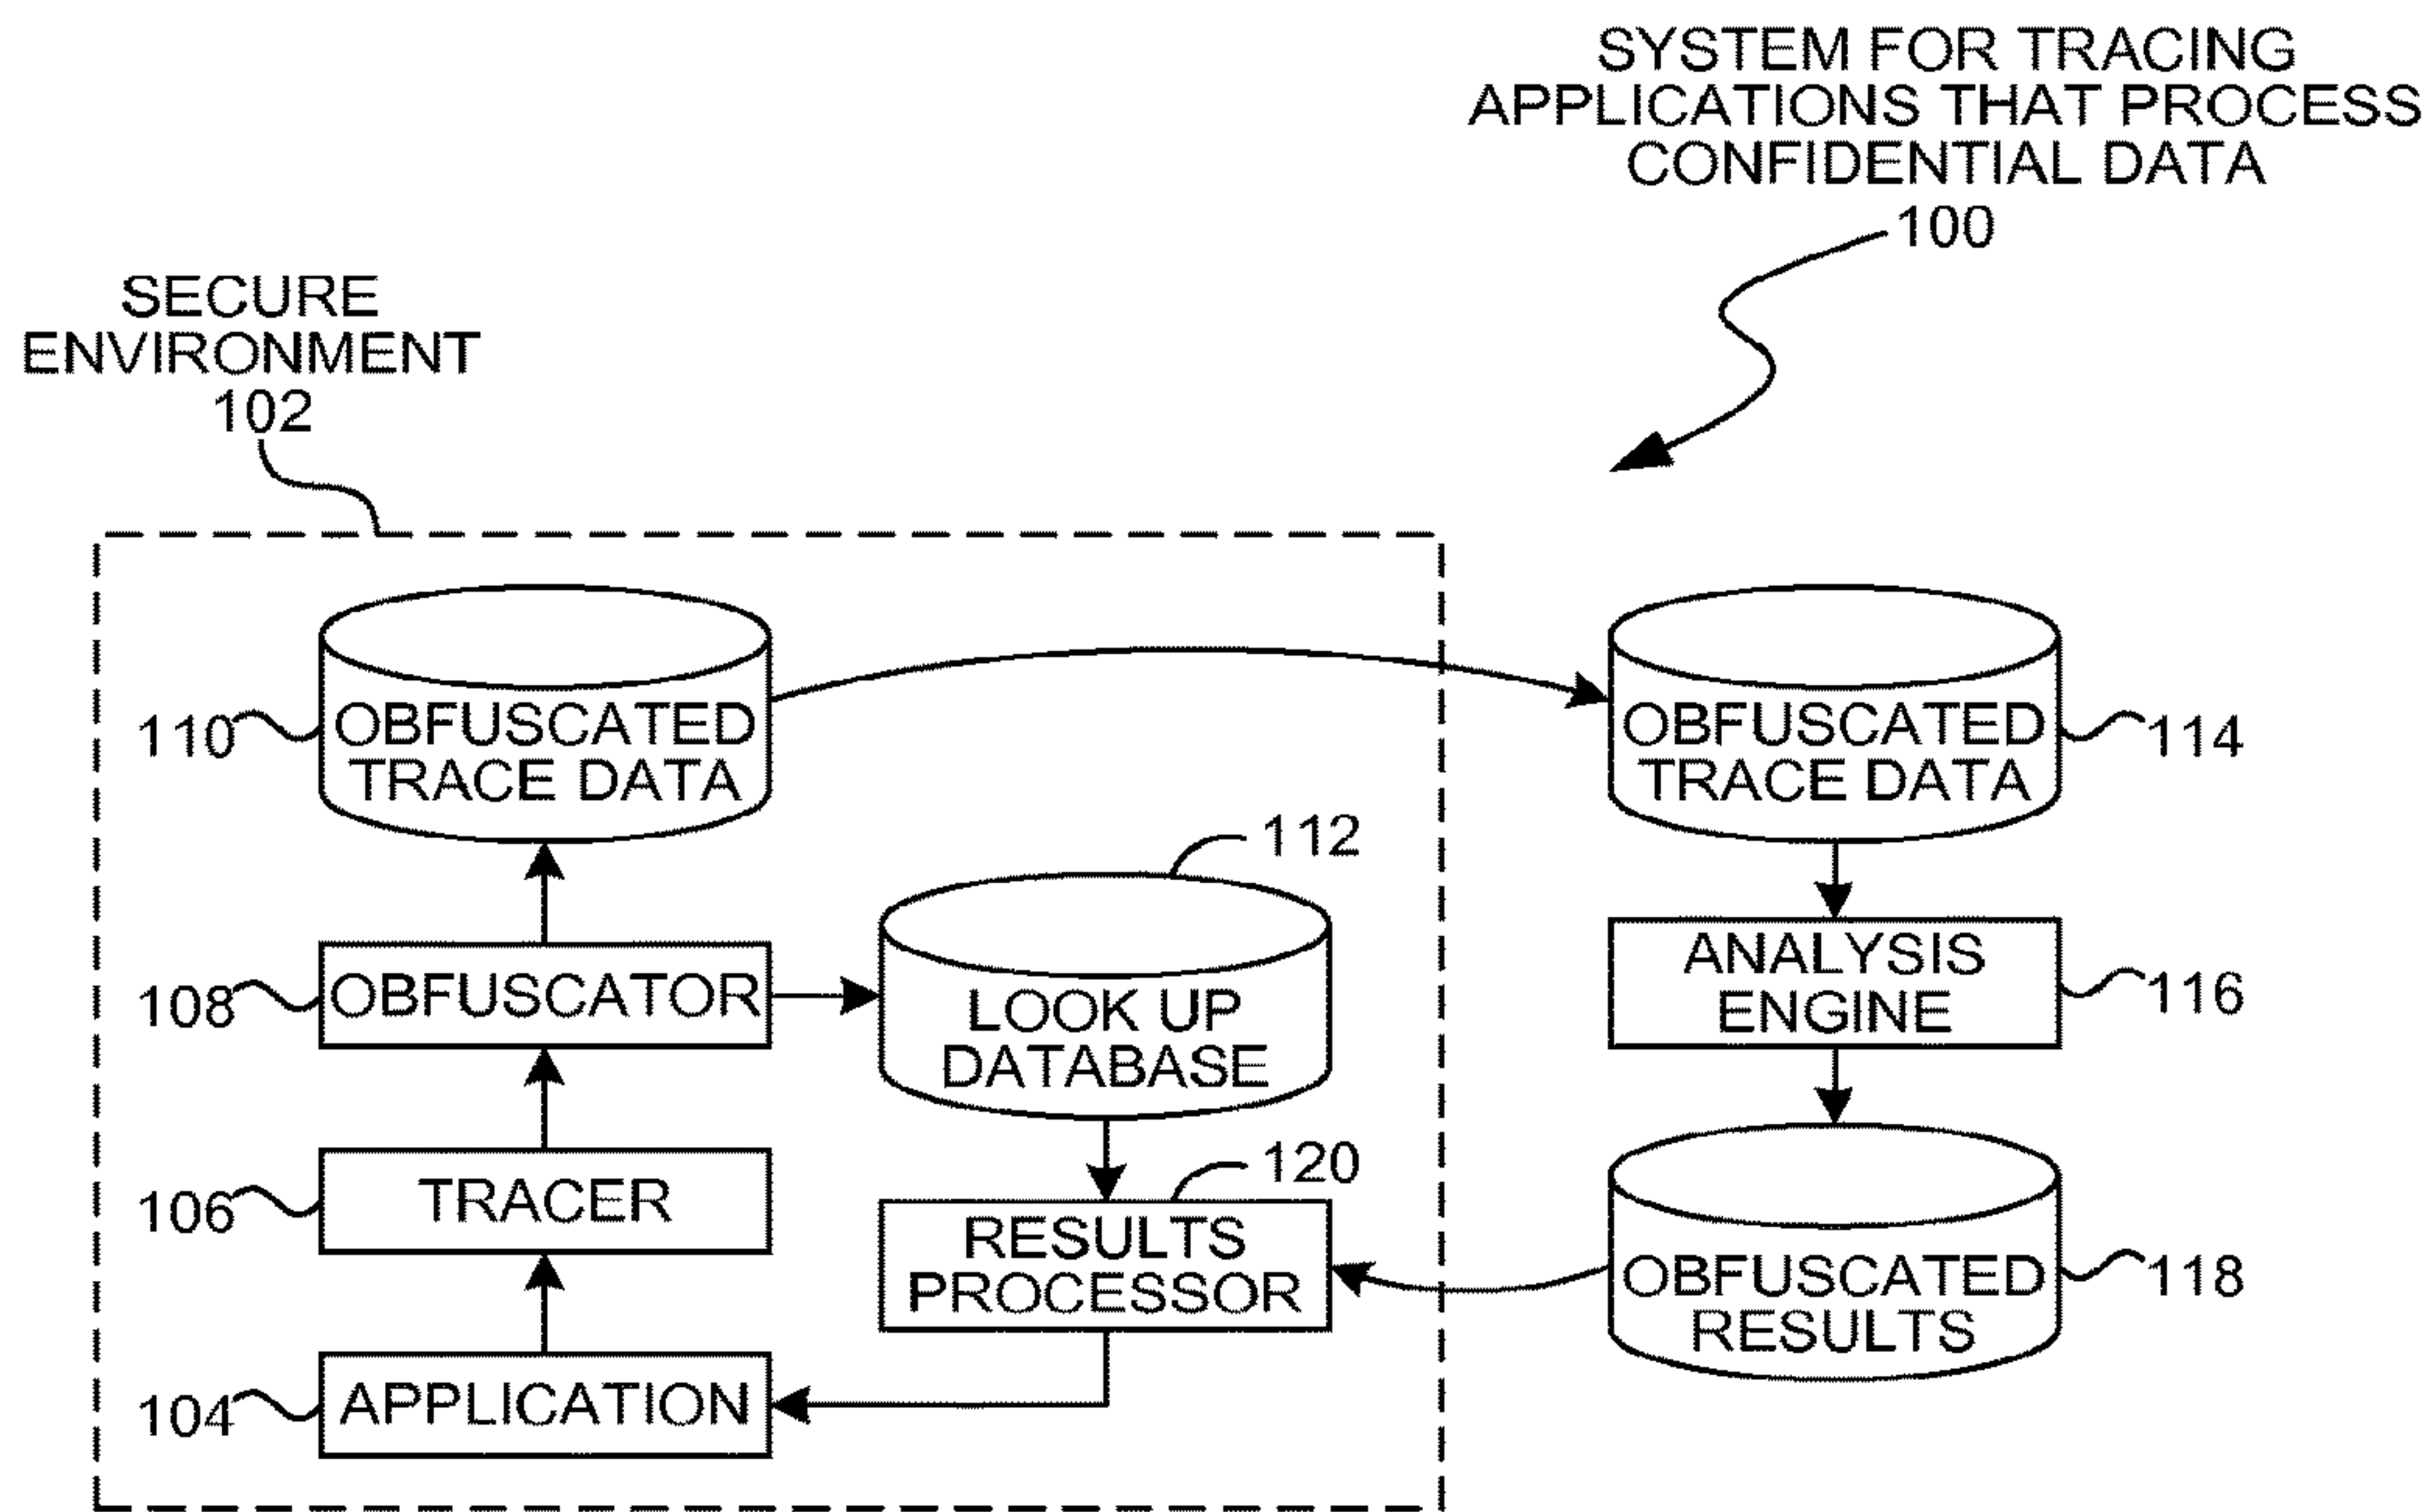 SYSTEM FOR TRACING
APPLICATIONS THAT PROCESS
CONFIDENTIAL DATA
100
SECURE
ENVIRONMENT
102
110
OBFUSCATED
TRACE DATA
OBFUSCATED
TRACE DATA
114
112
108
OBFUSCATOR
LOOK UP
DATABASE
ANALYSIS
ENGINE
116
106
TRACER
120
RESULTS
PROCESSOR
OBFUSCATED
RESULTS
118
104
APPLICATION